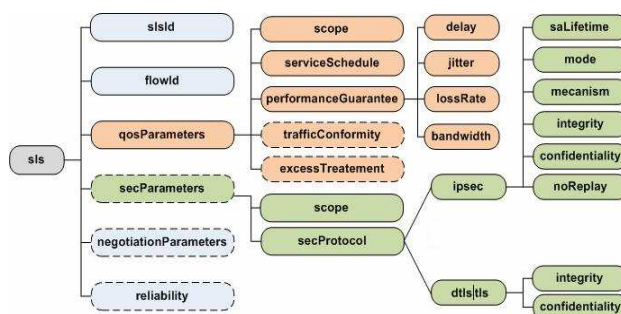 sls
slsId
flowId
qosParameters
secParameters
negotiationParameters
reliability
scope
serviceSchedule
performanceGuarantee
trafficConformity
excessTreatement
scope
secProtocol
delay
jitter
lossRate
bandwidth
ipsec
dtls|tls
saLifetime
mode
mecanism
integrity
confidentiality
noReplay
integrity
confidentiality